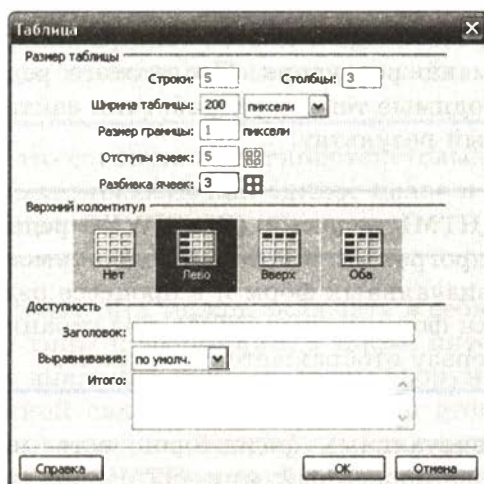 Таблица
Размер таблицы
Строки: 5 Столбцы: 3
Ширина таблицы: 200 пиксели
Размер границы: 1 пиксели
Отступы ячеек: 5
Разбивка ячеек: 3
Верхний колонтитул
Нет Лево Вверх Оба
Доступность
Заголовок:
Выравнивание: по умолч.
Итого:
Справка OK Отмена